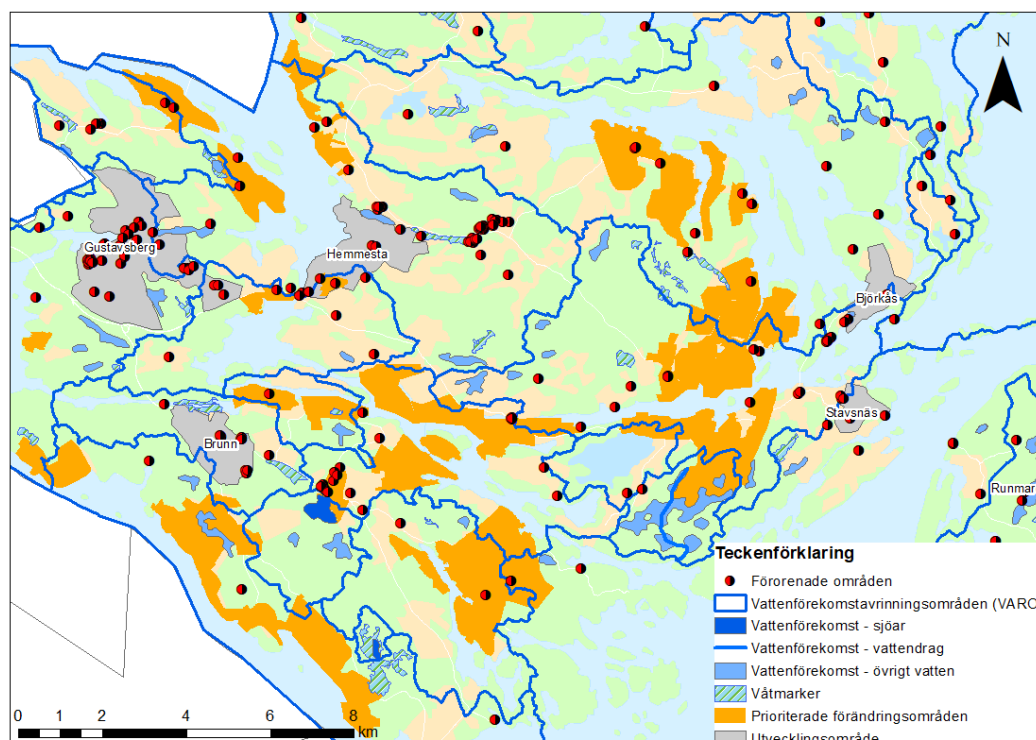 N
Gustavsberg
Hemmesta
Björkås
Stavsnäs
Brunn
Runmar
Teckenförklaring
Förorenade områden
Vattenförekomstavrinningsområden (VARO
Vattenförekomst - sjöar
Vattenförekomst - vattendrag
Vattenförekomst - övrigt vatten
Våtmarker
Prioriterade förändringsområden
Utvecklingsområde
0 1 2 4 6 8
km